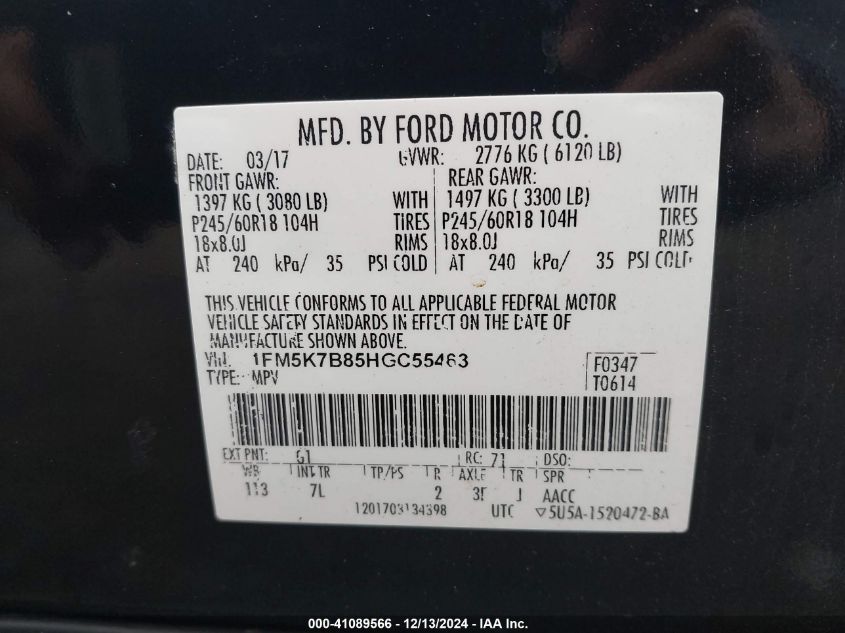 MFD. BY FORD MOTOR CO.
DATE: 03/17 GVWR: 2776 KG ( 6120 LB)
FRONT GAWR: REAR GAWR:
1397 KG ( 3080 LB) WITH 1497 KG ( 3300 LB) WITH
P245/60R18 104H TIRES P245/60R18 104H TIRES
18x8.0J RIMS 18x8.0J RIMS
AT 240 kPa/ 35 PSI COLD AT 240 kPa/ 35 PSI COLD
THIS VEHICLE CONFORMS TO ALL APPLICABLE FEDERAL MOTOR
VEHICLE SAFETY STANDARDS IN EFFECT ON THE DATE OF
MANUFACTURE SHOWN ABOVE.
VIN: 1FM5K7B85HGC55463 F0347
TYPE: MPV T0614
EXT PNT: G1 RC: 71 DSO:
WB INT TR TP/PS R AXLE TR SPR
113 7L 2 J AACC
1201703134398 UTC ▽5U5A-1520472-BA
000-41089566 - 12/13/2024 - IAA Inc.